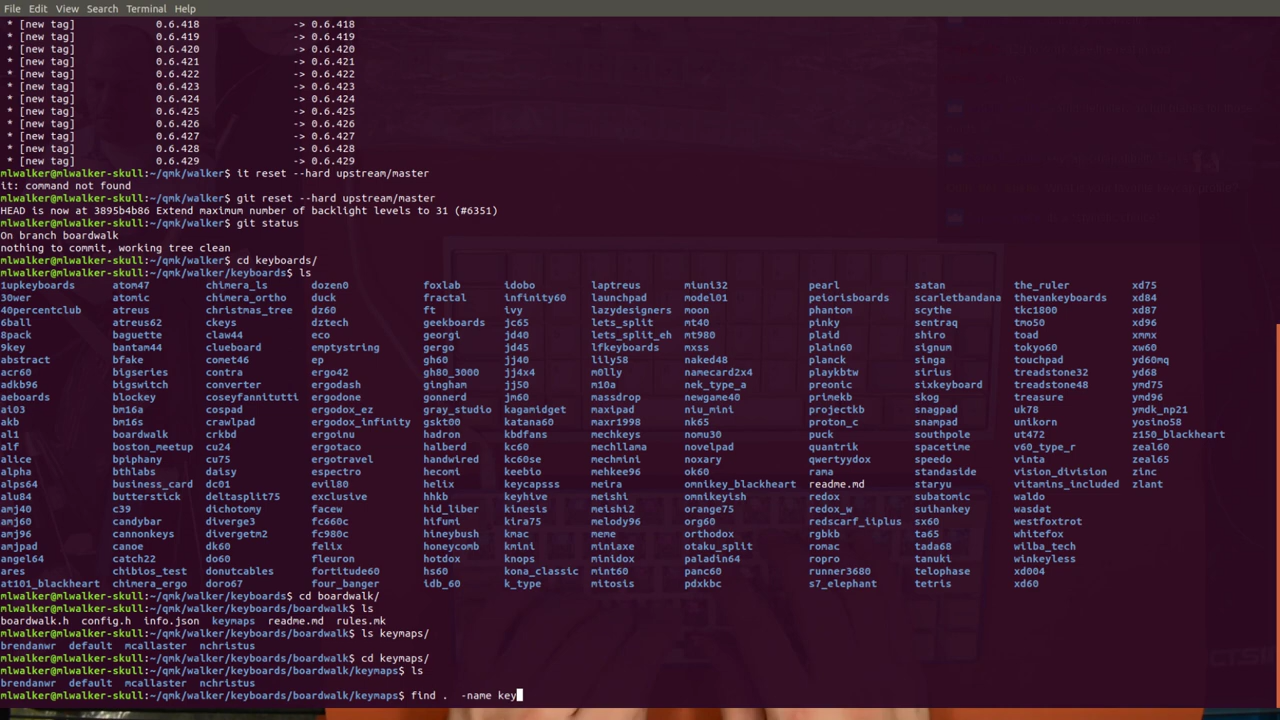 File Edit View Search Terminal Help
* [new tag] 0.6.418 -> 0.6.418
* [new tag] 0.6.419 -> 0.6.419
* [new tag] 0.6.420 -> 0.6.420
* [new tag] 0.6.421 -> 0.6.421
* [new tag] 0.6.422 -> 0.6.422
* [new tag] 0.6.423 -> 0.6.423
* [new tag] 0.6.424 -> 0.6.424
* [new tag] 0.6.425 -> 0.6.425
* [new tag] 0.6.426 -> 0.6.426
* [new tag] 0.6.427 -> 0.6.427
* [new tag] 0.6.428 -> 0.6.428
* [new tag] 0.6.429 -> 0.6.429
mlwalker@mlwalker-skull:~/qmk/walker$ it reset --hard upstream/master
it: command not found
mlwalker@mlwalker-skull:~/qmk/walker$ git reset --hard upstream/master
HEAD is now at 3895b4b86 Extend maximum number of backlight levels to 31 (#6351)
mlwalker@mlwalker-skull:~/qmk/walker$ git status
On branch boardwalk
nothing to commit, working tree clean
mlwalker@mlwalker-skull:~/qmk/walker$ cd keyboards/
mlwalker@mlwalker-skull:~/qmk/walker/keyboards$ ls
1upkeyboards atom47 chimera_ls dozen0 foxlab idobo laptreus miuni32 pearl satan the_ruler xd75
30wer atomic chimera_ortho duck fractal infinity60 launchpad model01 peiorisboards scarletbandana thevankeyboards xd84
40percentclub atreus christmas_tree dz60 ft ivy lazydesigners moon phantom scythe tkc1800 xd87
6ball atreus62 ckeys dztech geekboards jc65 lets_split mt40 pinky sentraq tmo50 xd96
8pack baguette claw44 eco georgi jd40 lets_split_eh mt980 plaid shiro toad xmmx
9key bantam44 clueboard emptystring gergo jd45 lfkeyboards mxss plain60 signum tokyo60 xw60
abstract bfake comet46 ep gh60 jj40 lily58 naked48 planck singa touchpad yd60mq
acr60 bigseries contra ergo42 gh80_3000 jj4x4 m0lly namecard2x4 playkbtw sirius treadstone32 yd68
adkb96 bigswitch converter ergodash gingham jj50 m10a nek_type_a preonic sixkeyboard treadstone48 ymd75
aeboards blockey coseyfannitutti ergodone gonnerd jm60 massdrop newgame40 primekb skog treasure ymd96
ai03 bm16a cospad ergodox_ez gray_studio kagamidget maxipad niu_mini projectkb snagpad uk78 ymdk_np21
akb bm16s crawlpad ergodox_infinity gskt00 katana60 maxr1998 nk65 proton_c snampad unikorn yosino58
al1 boardwalk crkbd ergoinu hadron kbdfans mechkeys nomu30 puck southpole ut472 z150_blackheart
alf boston_meetup cu24 ergotaco halberd kc60 mechllama novelpad quantrik spacetime v60_type_r zeal60
alice bpiphany cu75 ergotravel handwired kc60se mechmini noxary qwertyydox speedo vinta zeal65
alpha bthlabs daisy espectro hecomi keebio mehkee96 ok60 rama standaside vision_division zinc
alps64 business_card dc01 evil80 helix keycapsss meira omnikey_blackheart readme.md staryu vitamins_included zlant
alu84 butterstick deltasplit75 exclusive hhkb keyhive meishi omnikeyish redox subatomic waldo
amj40 c39 dichotomy facew hid_liber kinesis meishi2 orange75 redox_w suihankey wasdat
amj60 candybar diverge3 fc660c hifumi kira75 melody96 org60 redscarf_iiplus sx60 westfoxtrot
amj96 cannonkeys divergetm2 fc980c hineybush kmac meme orthodox rgbkb ta65 whitefox
amjpad canoe dk60 felix honeycomb kmini miniaxe otaku_split romac tada68 wilba_tech
angel64 catch22 do60 fleuron hotdox knops minidox paladin64 ropro tanuki xd004
ares chibios_test donutcables fortitude60 hs60 kona_classic mint60 panc60 runner3680 telophase xd60
at101_blackheart chimera_ergo doro67 four_banger idb_60 k_type mitosis pdxkbc s7_elephant tetris xd60
mlwalker@mlwalker-skull:~/qmk/walker/keyboards$ cd boardwalk/
mlwalker@mlwalker-skull:~/qmk/walker/keyboards/boardwalk$ ls
boardwalk.h config.h info.json keymaps readme.md rules.mk
mlwalker@mlwalker-skull:~/qmk/walker/keyboards/boardwalk$ ls keymaps/
brendanwr default mcallaster nchristus
mlwalker@mlwalker-skull:~/qmk/walker/keyboards/boardwalk$ cd keymaps/
mlwalker@mlwalker-skull:~/qmk/walker/keyboards/boardwalk/keymaps$ ls
brendanwr default mcallaster nchristus
mlwalker@mlwalker-skull:~/qmk/walker/keyboards/boardwalk/keymaps$ find . -name key